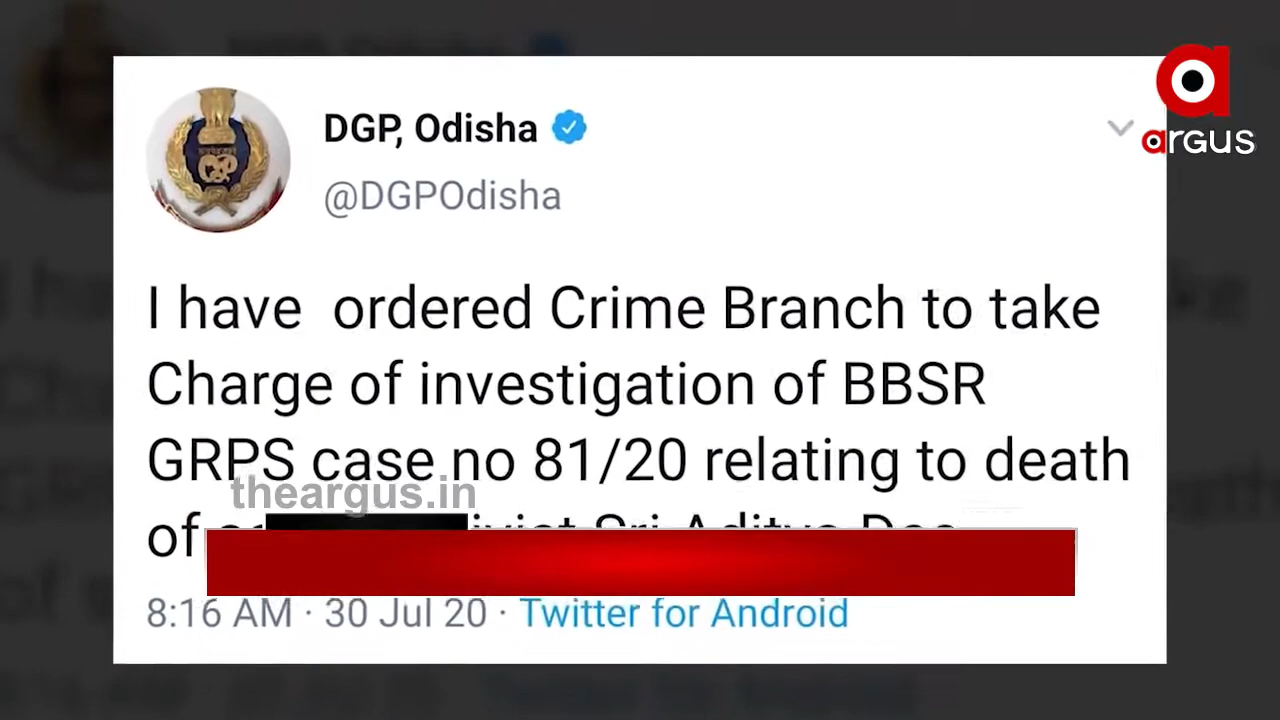 DGP, Odisha
@DGPOdisha
argus
I have ordered Crime Branch to take
Charge of investigation of BBSR
GRPS case no 81/20 relating to death
theargus.in
of
8:16 AM · 30 Jul 20 · Twitter for Android